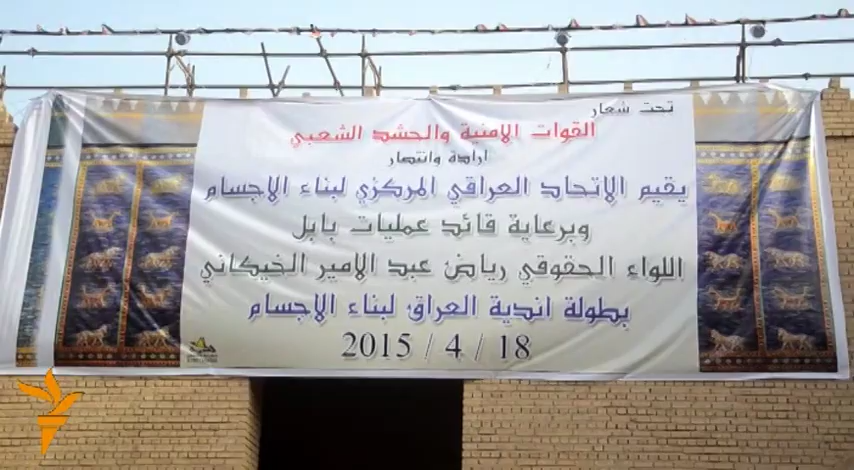 تحت شعار
القوات الامنية والحشد الشعبي
ارادة وانتصار
يقيم الاتحاد العراقي المركزي لبناء الاجسام
وبرعاية قائد عمليات بابل
اللواء الحقوقي رياض عبد الامير الخيكاني
بطولة اندية العراق لبناء الاجسام
2015 / 4 / 18